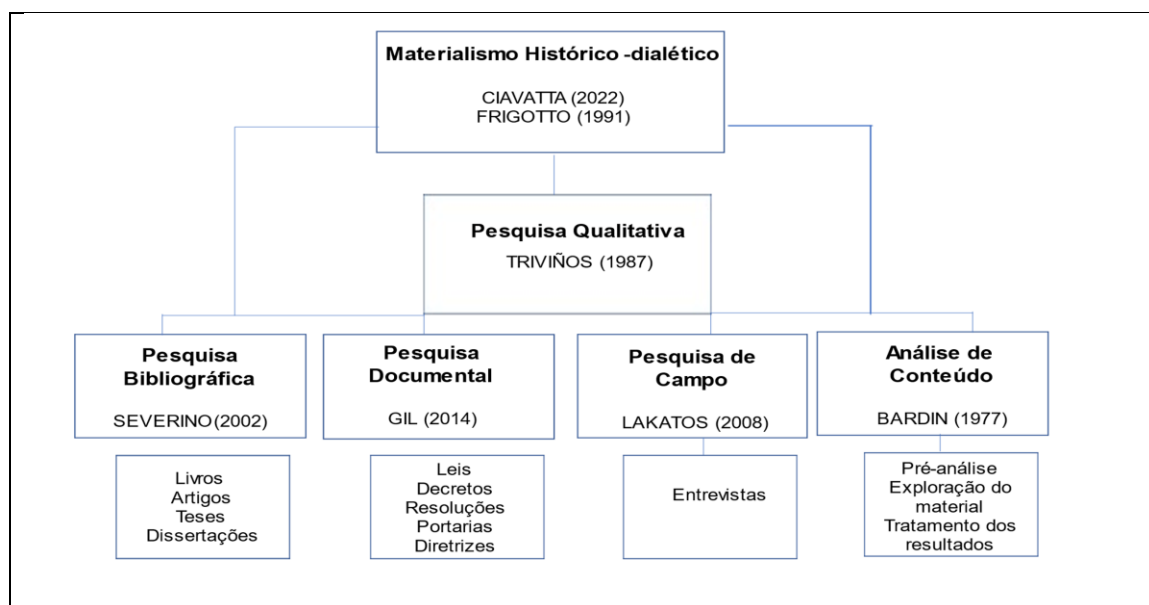 Materialismo Histórico -dialético
CIAVATTA (2022)
FRIGOTTO (1991)
Pesquisa Qualitativa
TRIVIÑOS (1987)
Pesquisa
Bibliográfica
SEVERINO(2002)
Pesquisa
Documental
GIL (2014)
Pesquisa de
Campo
LAKATOS (2008)
Análise de
Conteúdo
BARDIN (1977)
Livros
Artigos
Teses
Dissertações
Leis
Decretos
Resoluções
Portarias
Diretrizes
Entrevistas
Pré-análise
Exploração do
material
Tratamento dos
resultados